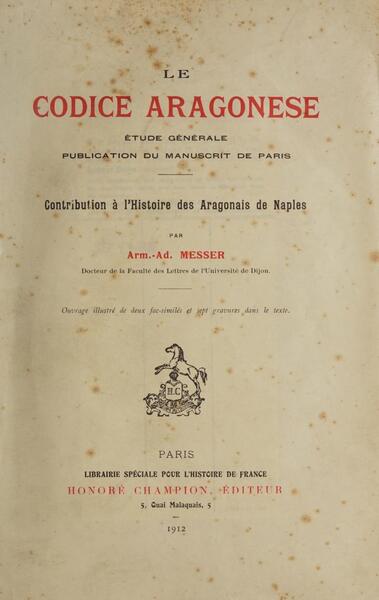 LE
CODICE ARAGONESE
ÉTUDE GÉNÉRALE
PUBLICATION DU MANUSCRIT DE PARIS
Contribution à l'Histoire des Aragonais de Naples
PAR
Arm.-Ad. MESSER
Docteur de la Faculté des Lettres de l'Université de Dijon.
Ouvrage illustré de deux fac-similés et sept gravures dans le texte.
H.C
PARIS
LIBRAIRIE SPÉCIALE POUR L'HISTOIRE DE FRANCE
HONORÉ CHAMPION, ÉDITEUR
5, Quai Malaquais, 5
1912